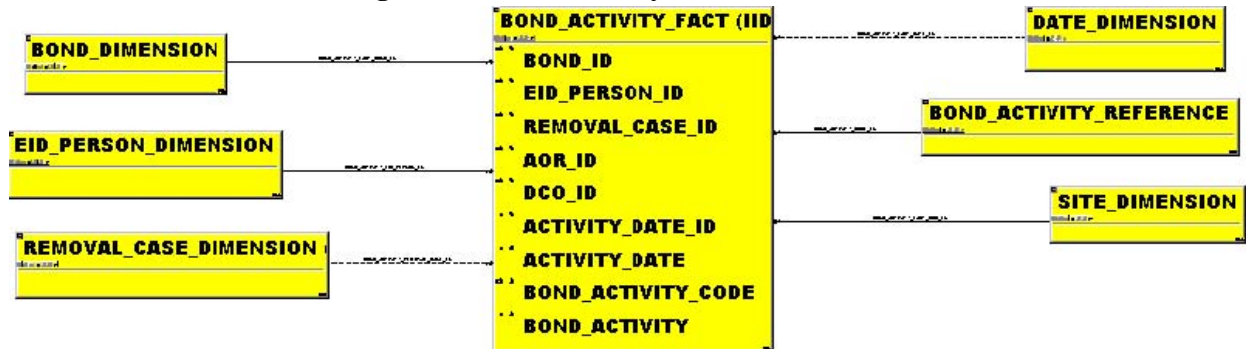 BOND_DIMENSION
EID_PERSON_DIMENSION
REMOVAL_CASE_DIMENSION
BOND_ACTIVITY_FACT (IID
BOND_ID
EID_PERSON_ID
REMOVAL_CASE_ID
AOR_ID
DCO_ID
ACTIVITY_DATE_ID
ACTIVITY_DATE
BOND_ACTIVITY_CODE
BOND_ACTIVITY
DATE_DIMENSION
BOND_ACTIVITY_REFERENCE
SITE_DIMENSION